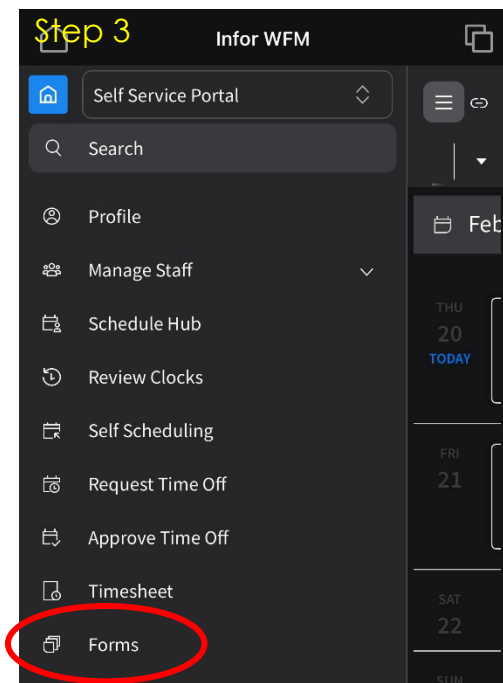 Step 3
Infor WFM
Self Service Portal
Search
Profile
Manage Staff
Schedule Hub
Review Clocks
Self Scheduling
Request Time Off
Approve Time Off
Timesheet
Forms
Feb
THU
20
TODAY
FRI
21
SAT
22
SUN